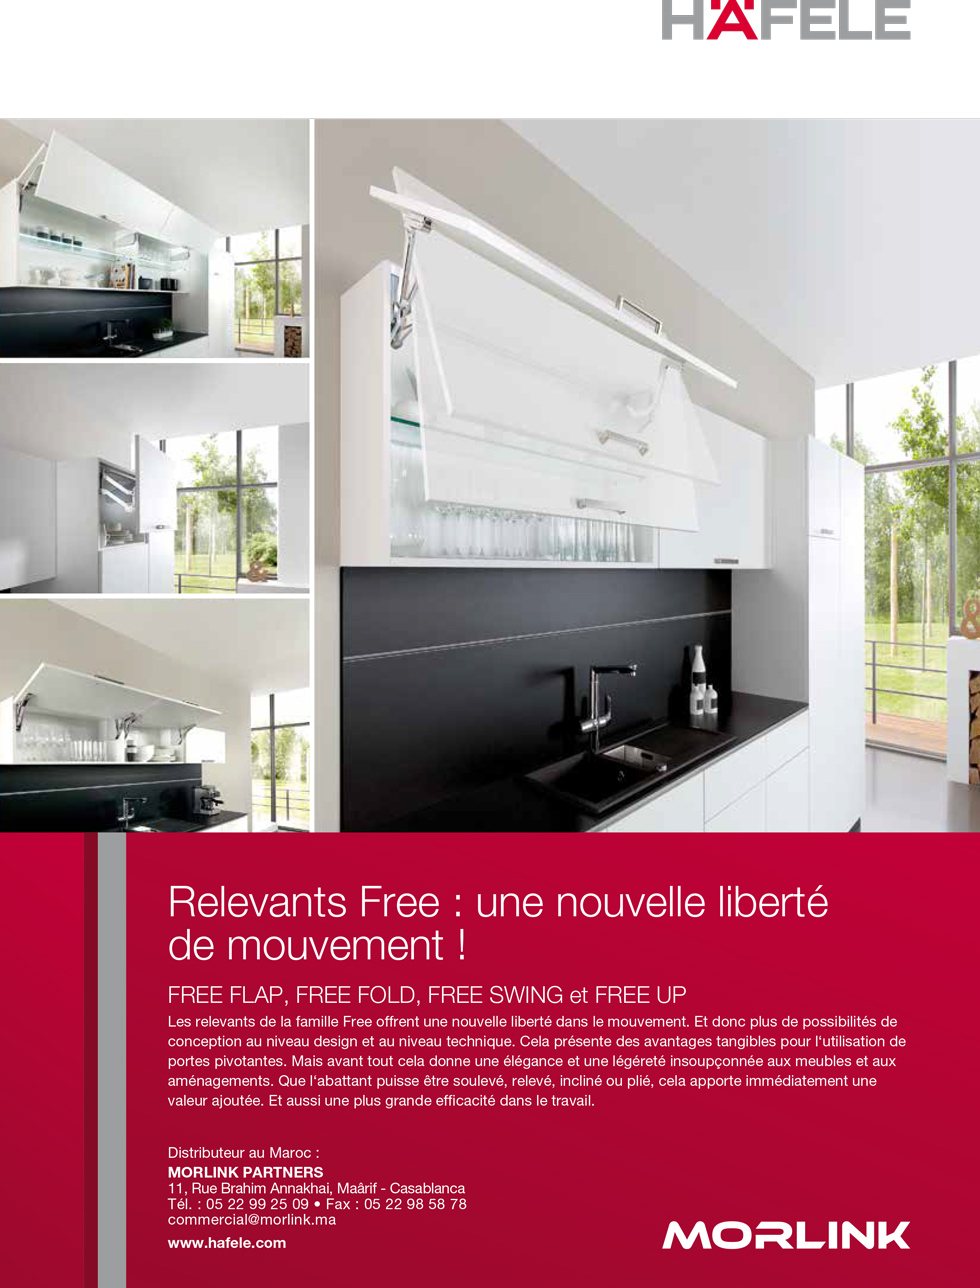 HÄFELE
Relevants Free : une nouvelle liberté
de mouvement !
FREE FLAP, FREE FOLD, FREE SWING et FREE UP
Les relevants de la famille Free offrent une nouvelle liberté dans le mouvement. Et donc plus de possibilités de
conception au niveau design et au niveau technique. Cela présente des avantages tangibles pour l'utilisation de
portes pivotantes. Mais avant tout cela donne une élégance et une légéreté insoupçonnée aux meubles et aux
aménagements. Que l'abattant puisse être soulevé, relevé, incliné ou plié, cela apporte immédiatement une
valeur ajoutée. Et aussi une plus grande efficacité dans le travail.
Distributeur au Maroc :
MORLINK PARTNERS
11, Rue Brahim Annakhai, Maârif - Casablanca
Tél. : 05 22 99 25 09 • Fax : 05 22 98 58 78
commercial@morlink.ma
www.hafele.com
MORLINK